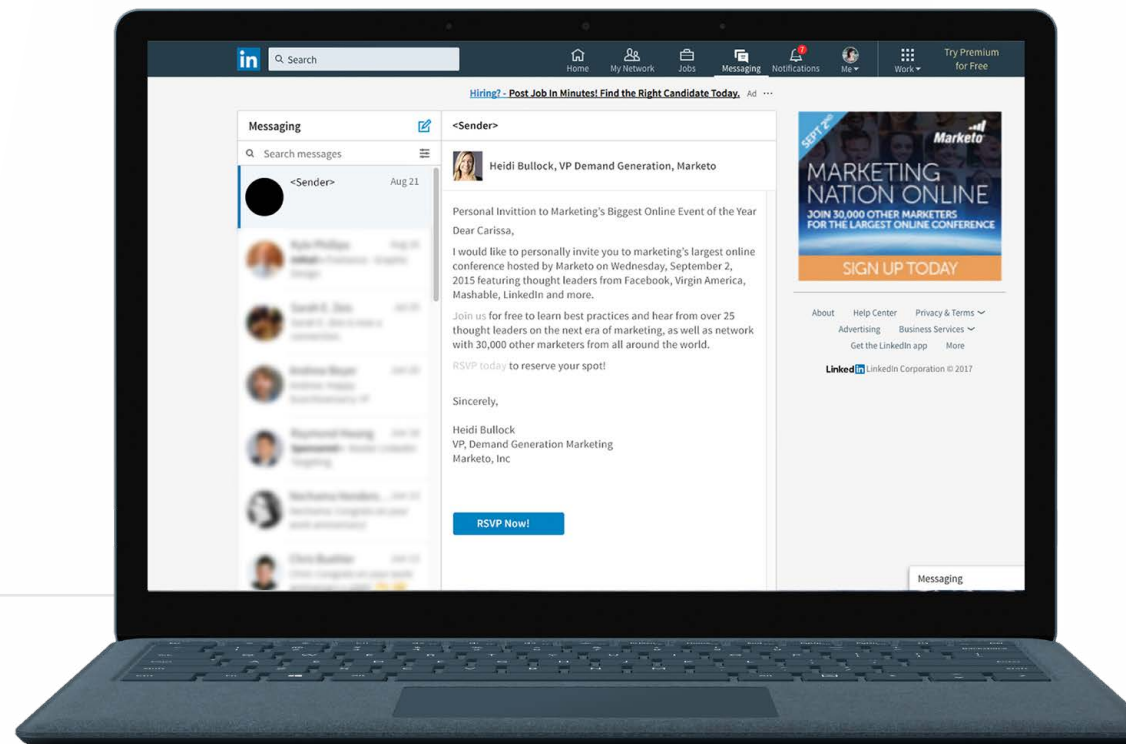 in Search
Home My Network Jobs Messaging Notifications 7 Me Work Try Premium
for Free
Hiring? - Post Job In Minutes! Find the Right Candidate Today. Ad ...
Messaging
Search messages
<Sender> Aug 21
<Sender>
Heidi Bullock, VP Demand Generation, Marketo
Personal Invittion to Marketing's Biggest Online Event of the Year
Dear Carissa,
I would like to personally invite you to marketing's largest online
conference hosted by Marketo on Wednesday, September 2,
2015 featuring thought leaders from Facebook, Virgin America,
Mashable, LinkedIn and more.
Join us for free to learn best practices and hear from over 25
thought leaders on the next era of marketing, as well as network
with 30,000 other marketers from all around the world.
RSVP today to reserve your spot!
Sincerely,
Heidi Bullock
VP, Demand Generation Marketing
Marketo, Inc
RSVP Now!
SEPT 2ND
Marketo
MARKETING
NATION ONLINE
JOIN 30,000 OTHER MARKETERS
FOR THE LARGEST ONLINE CONFERENCE
SIGN UP TODAY
About Help Center Privacy & Terms
Advertising Business Services
Get the LinkedIn app More
Linked in LinkedIn Corporation © 2017
Messaging